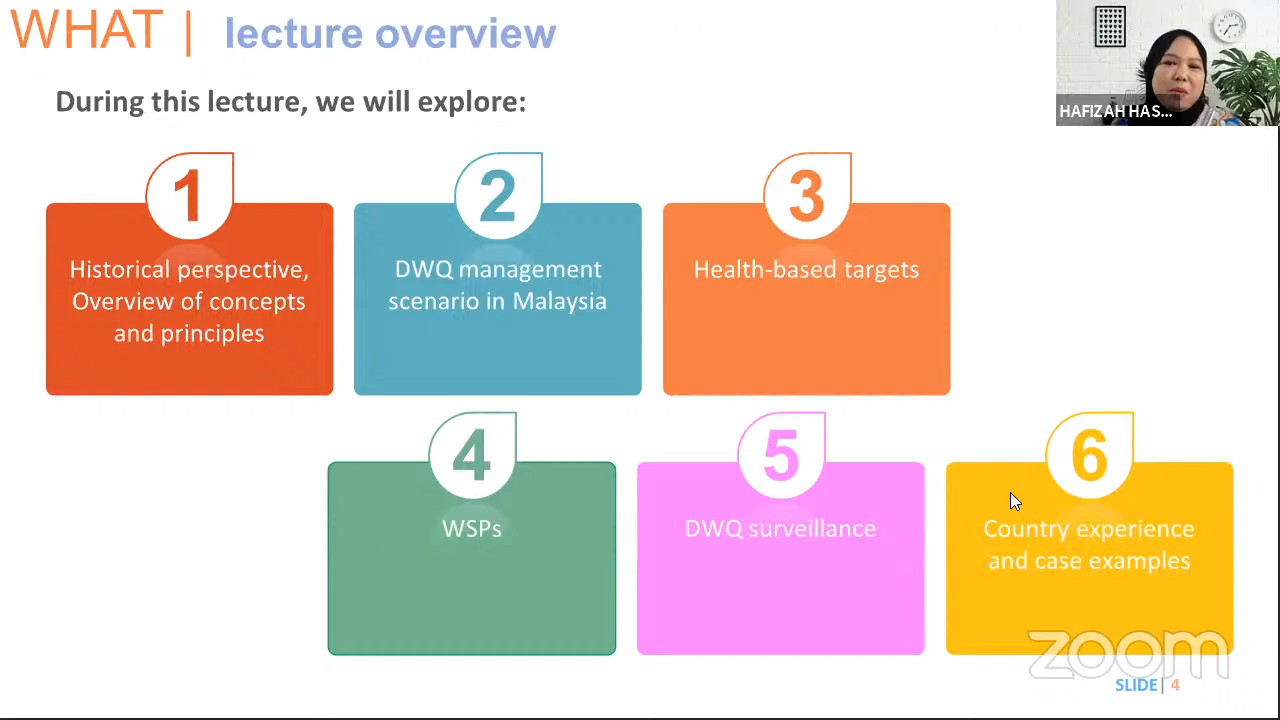 WHAT | lecture overview
During this lecture, we will explore:
HAFIZAH HAS...
1
Historical perspective,
Overview of concepts
and principles
2
DWQ management
scenario in Malaysia
3
Health-based targets
4
WSPs
5
DWQ surveillance
6
Country experience
and case examples
zoom
SLIDE| 4